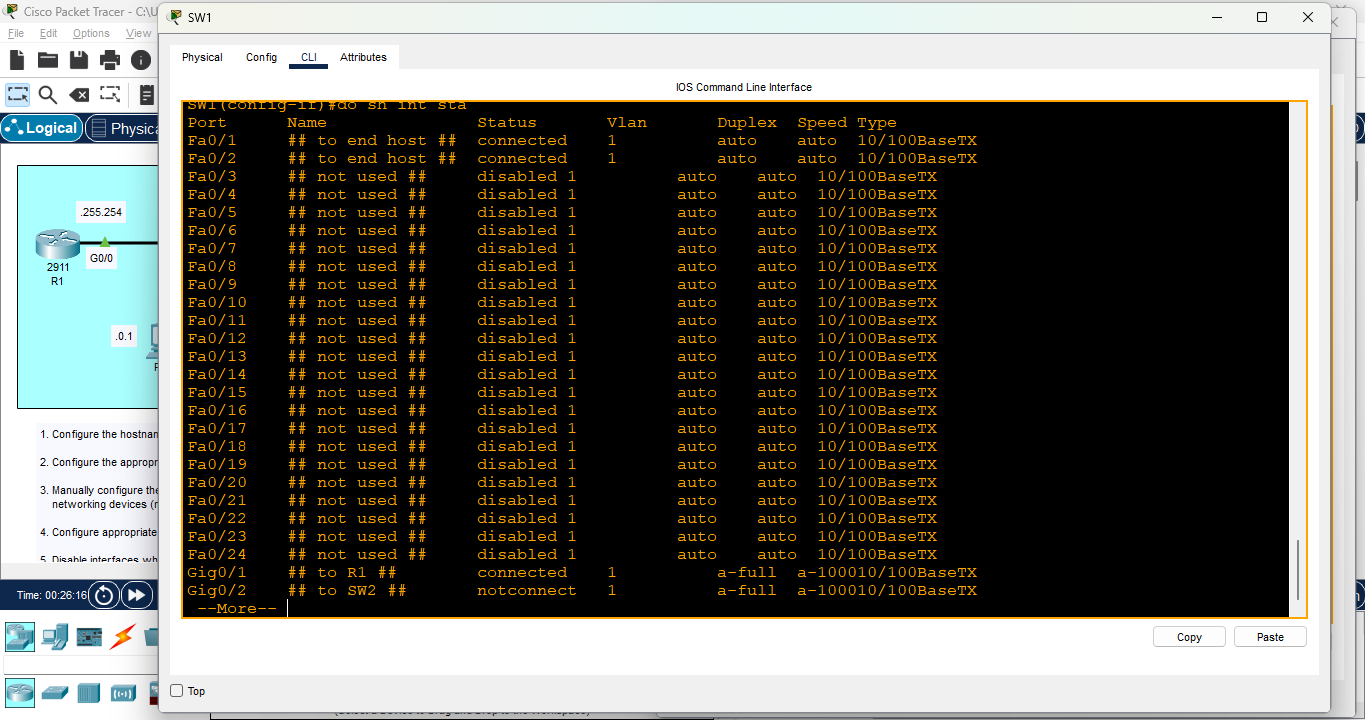 Cisco Packet Tracer - C:\U
SW1
File Edit Options View
Physical Config CLI Attributes
IOS Command Line Interface
Logical
Physica
.255.254
G0/0
2911
R1
.0.1
1. Configure the hostnam
2. Configure the appropr
3. Manually configure the
networking devices (r
4. Configure appropriate
5. Disable interfaces wh
Time: 00:26:16
SW1(config-if)#do sh int sta
Port Name Status Vlan Duplex Speed Type
Fa0/1 ## to end host ## connected 1 auto auto 10/100BaseTX
Fa0/2 ## to end host ## connected 1 auto auto 10/100BaseTX
Fa0/3 ## not used ## disabled 1 auto auto 10/100BaseTX
Fa0/4 ## not used ## disabled 1 auto auto 10/100BaseTX
Fa0/5 ## not used ## disabled 1 auto auto 10/100BaseTX
Fa0/6 ## not used ## disabled 1 auto auto 10/100BaseTX
Fa0/7 ## not used ## disabled 1 auto auto 10/100BaseTX
Fa0/8 ## not used ## disabled 1 auto auto 10/100BaseTX
Fa0/9 ## not used ## disabled 1 auto auto 10/100BaseTX
Fa0/10 ## not used ## disabled 1 auto auto 10/100BaseTX
Fa0/11 ## not used ## disabled 1 auto auto 10/100BaseTX
Fa0/12 ## not used ## disabled 1 auto auto 10/100BaseTX
Fa0/13 ## not used ## disabled 1 auto auto 10/100BaseTX
Fa0/14 ## not used ## disabled 1 auto auto 10/100BaseTX
Fa0/15 ## not used ## disabled 1 auto auto 10/100BaseTX
Fa0/16 ## not used ## disabled 1 auto auto 10/100BaseTX
Fa0/17 ## not used ## disabled 1 auto auto 10/100BaseTX
Fa0/18 ## not used ## disabled 1 auto auto 10/100BaseTX
Fa0/19 ## not used ## disabled 1 auto auto 10/100BaseTX
Fa0/20 ## not used ## disabled 1 auto auto 10/100BaseTX
Fa0/21 ## not used ## disabled 1 auto auto 10/100BaseTX
Fa0/22 ## not used ## disabled 1 auto auto 10/100BaseTX
Fa0/23 ## not used ## disabled 1 auto auto 10/100BaseTX
Fa0/24 ## not used ## disabled 1 auto auto 10/100BaseTX
Gig0/1 ## to R1 ## connected 1 a-full a-100010/100BaseTX
Gig0/2 ## to SW2 ## notconnect 1 a-full a-100010/100BaseTX
--More--
Copy Paste
Top